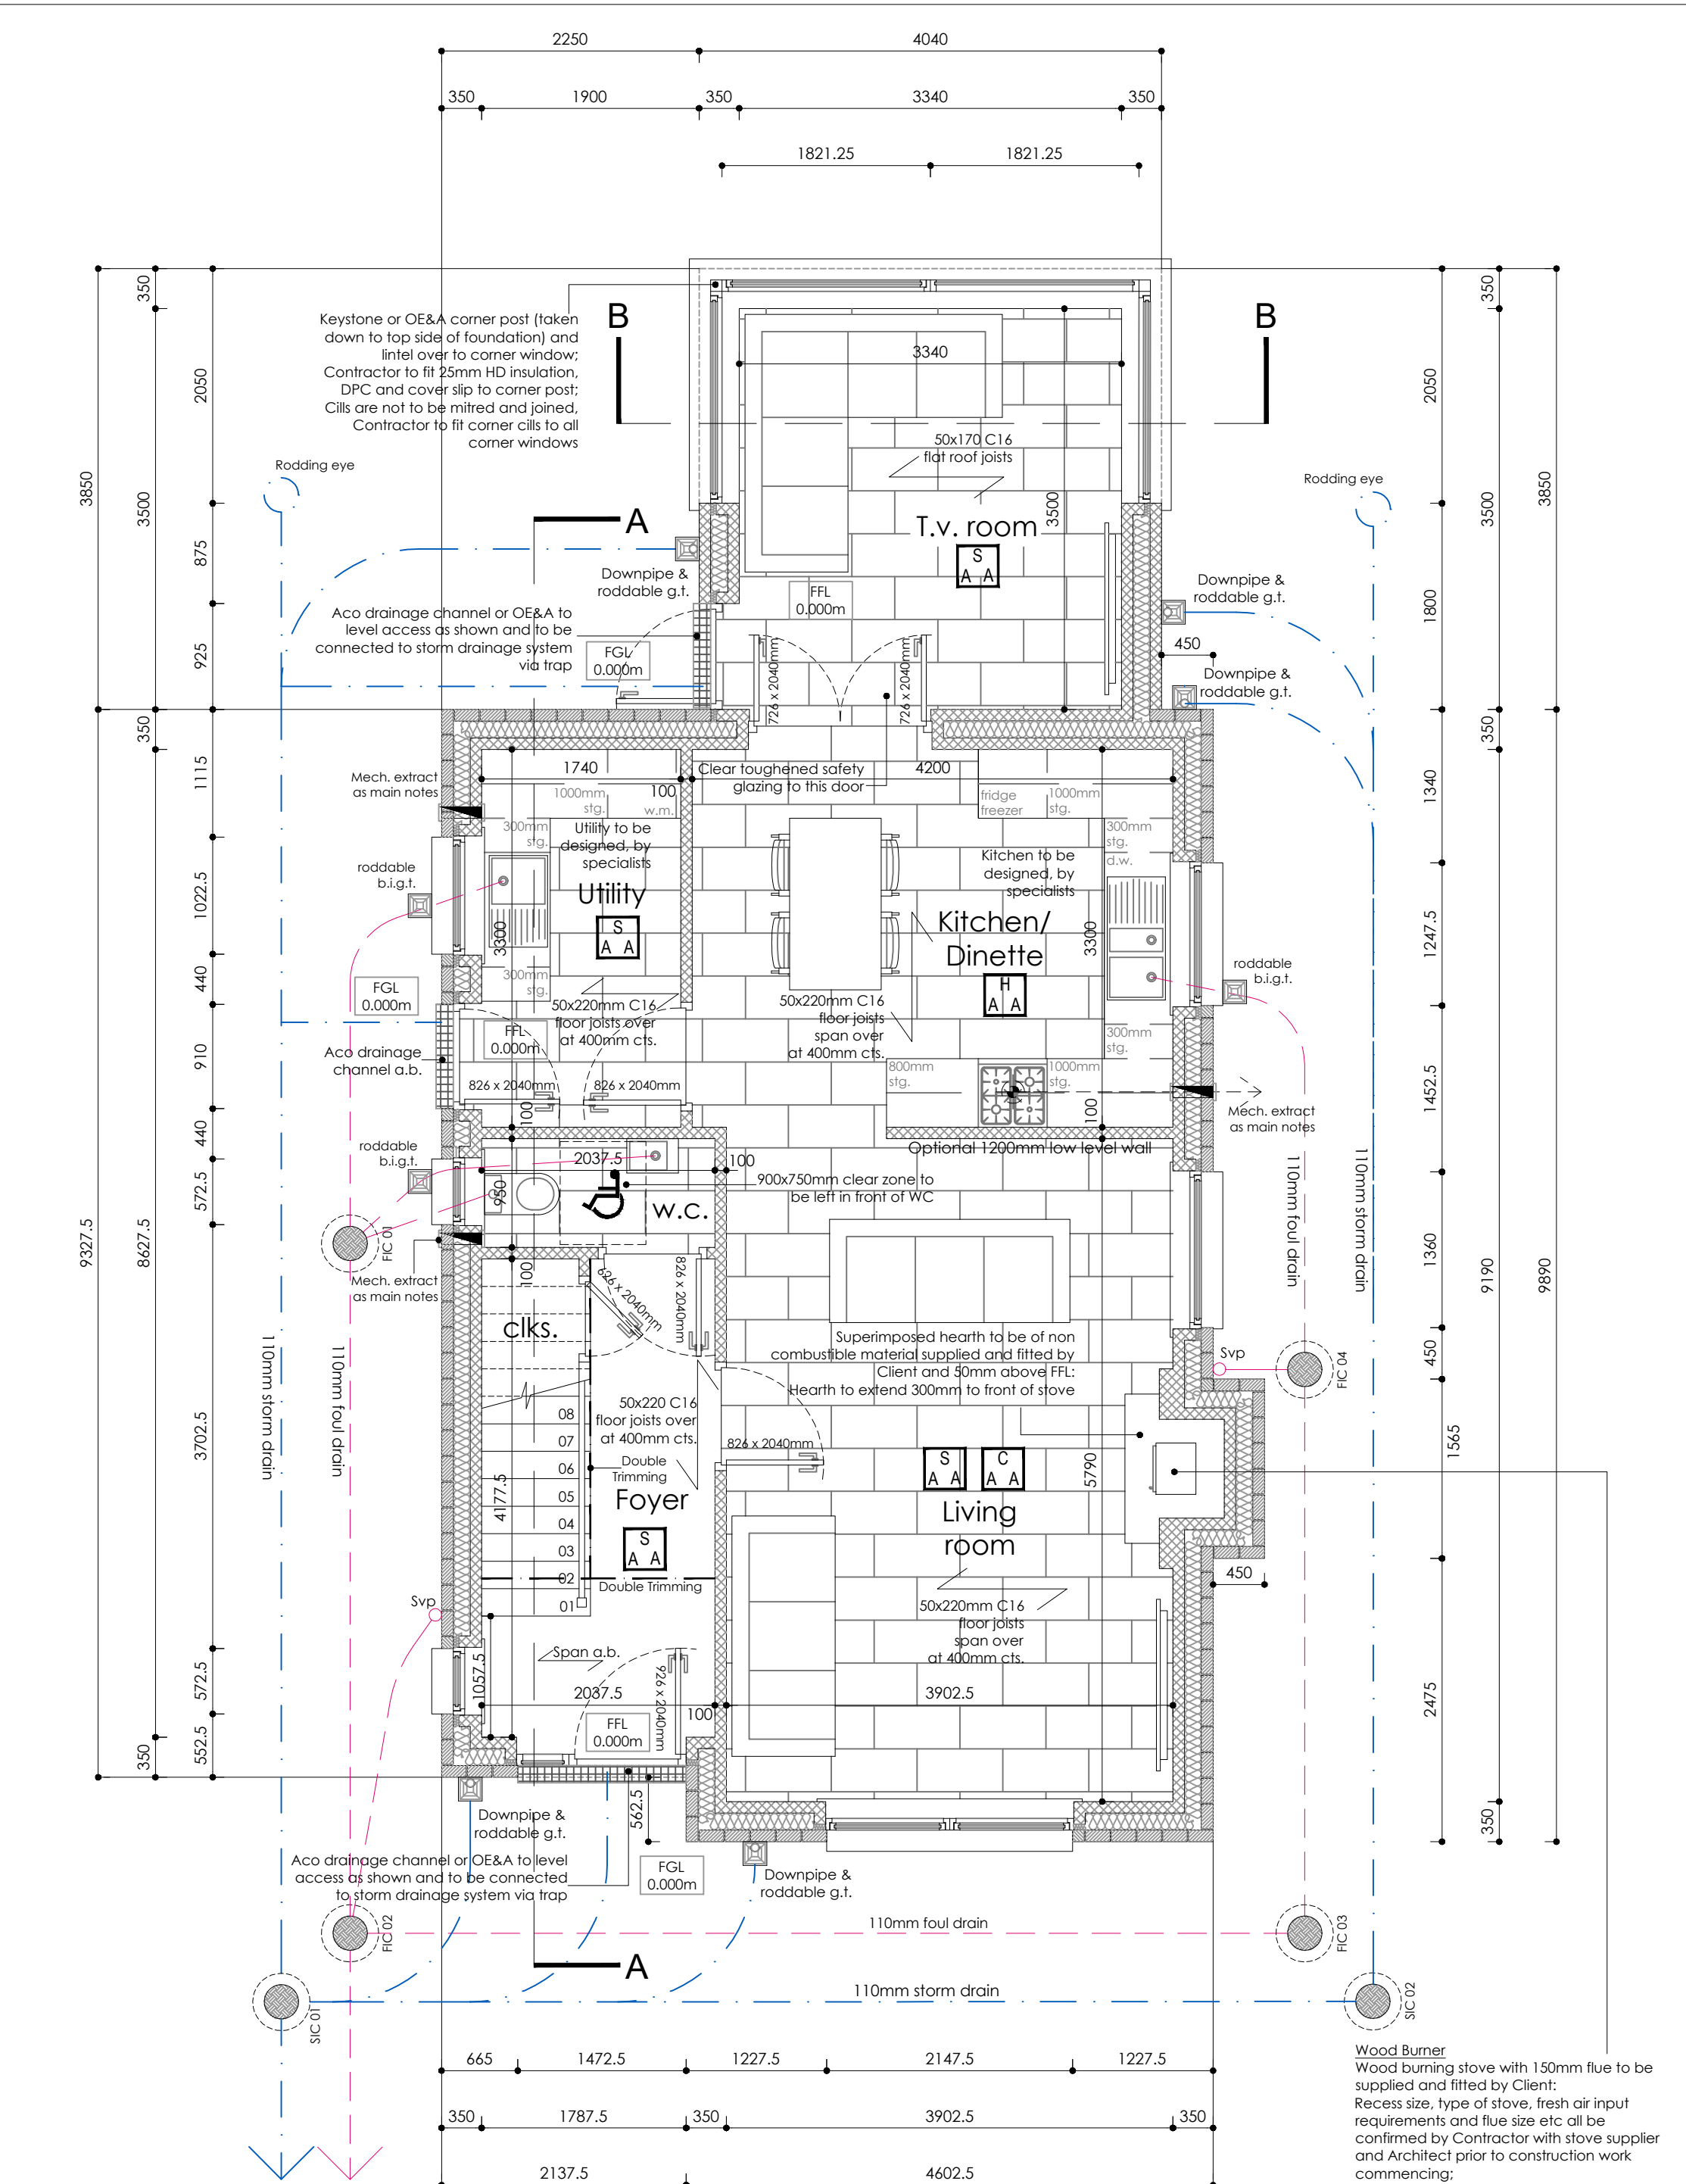 2250
4040
350
1900
350
3340
350
1821.25
1821.25
350
2050
3850
3500
875
925
350
1115
1022.5
440
910
440
572.5
9327.5
8627.5
3702.5
572.5
552.5
350
Keystone or OE&A corner post (taken
down to top side of foundation) and
lintel over to corner window;
Contractor to fit 25mm HD insulation,
DPC and cover slip to corner post;
Cills are not to be mitred and joined,
Contractor to fit corner cills to all
corner windows
B
B
3340
50x170 C16
flat roof joists
3500
T.v. room
S
A A
FFL
0.000m
Rodding eye
Rodding eye
A
Downpipe &
roddable g.t.
Aco drainage channel or OE&A to
level access as shown and to be
connected to storm drainage system
via trap
FGL
0.000m
726 x 2040mm
726 x 2040mm
Downpipe &
roddable g.t.
450
Downpipe &
roddable g.t.
350
2050
3500
3850
1800
350
1340
1247.5
1452.5
1360
450
1565
2475
9190
9890
350
Mech. extract
as main notes
1740
100
Clear toughened safety
glazing to this door
4200
1000mm
stg.
w.m.
300mm
stg.
Utility to be
designed, by
specialists
Utility
S
A A
3300
300mm
stg.
fridge
freezer
1000mm
stg.
300mm
stg.
d.w.
Kitchen to be
designed, by
specialists
Kitchen/
Dinette
H
A A
3300
roddable
b.i.g.t.
roddable
b.i.g.t.
FGL
0.000m
FFL
0.000m
50x220mm C16
floor joists over
at 400mm cts.
50x220mm C16
floor joists
span over
at 400mm cts.
300mm
stg.
800mm
stg.
1000mm
stg.
Aco drainage
channel a.b.
826 x 2040mm
826 x 2040mm
100
100
Mech. extract
as main notes
Optional 1200mm low level wall
roddable
b.i.g.t.
2037.5
100
950
w.c.
900x750mm clear zone to
be left in front of WC
FIC 01
Mech. extract
as main notes
100
clks.
626 x 2040mm
826 x 2040mm
110mm foul drain
110mm storm drain
110mm storm drain
110mm foul drain
Superimposed hearth to be of non
combustible material supplied and fitted by
Client and 50mm above FFL:
Hearth to extend 300mm to front of stove
Svp
FIC 04
50x220 C16
floor joists over
at 400mm cts.
Double
Trimming
826 x 2040mm
08
07
06
05
04
03
02
01
4177.5
Foyer
S
A A
Double Trimming
S
A A
C
A A
Living
room
5790
50x220mm C16
floor joists
span over
at 400mm cts.
450
Svp
1057.5
Span a.b.
2037.5
100
3902.5
926 x 2040mm
FFL
0.000m
562.5
Downpipe &
roddable g.t.
Aco drainage channel or OE&A to level
access as shown and to be connected
to storm drainage system via trap
FGL
0.000m
Downpipe &
roddable g.t.
FIC 02
110mm foul drain
FIC 03
A
110mm storm drain
SIC 01
SIC 02
665
1472.5
1227.5
2147.5
1227.5
350
1787.5
350
3902.5
350
2137.5
4602.5
Wood Burner
Wood burning stove with 150mm flue to be
supplied and fitted by Client:
Recess size, type of stove, fresh air input
requirements and flue size etc all be
confirmed by Contractor with stove supplier
and Architect prior to construction work
commencing;